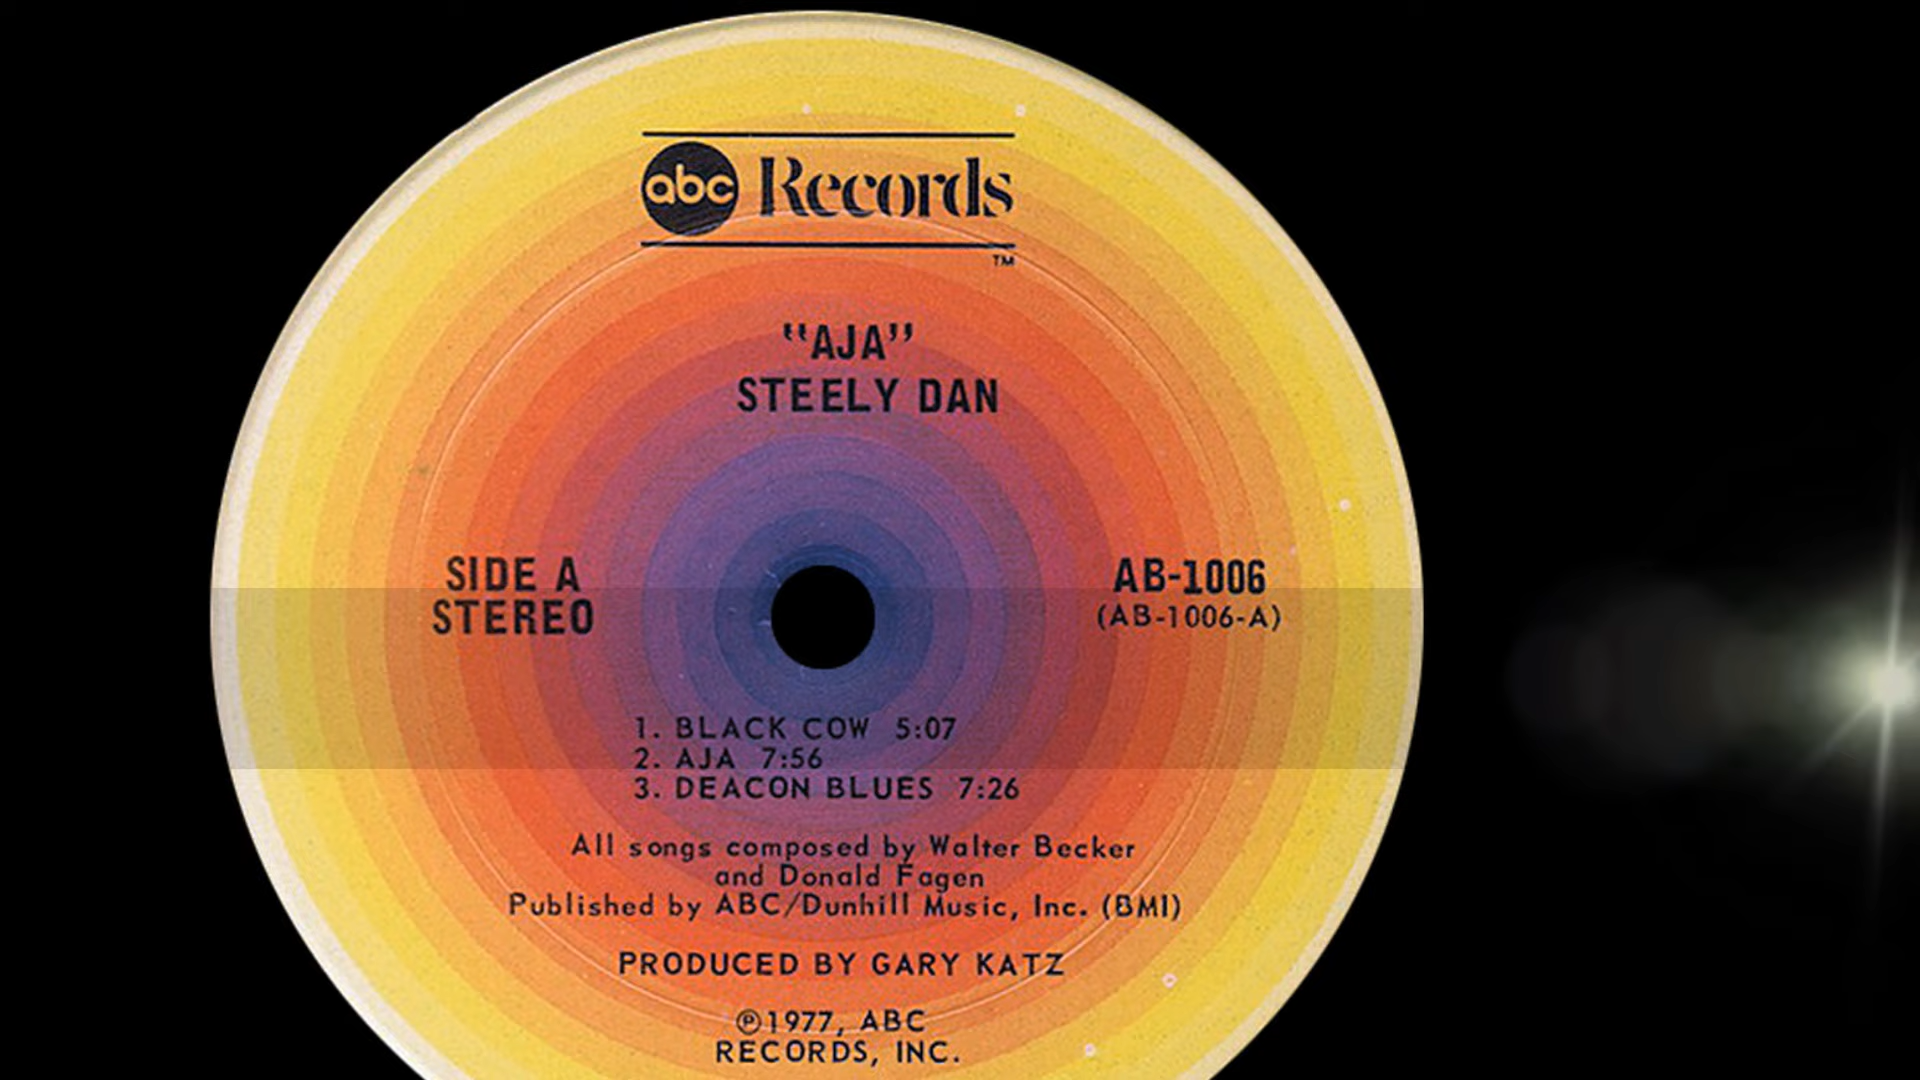 abc Records
TM
"AJA"
STEELY DAN
SIDE A
STEREO
AB-1006
(AB-1006-A)
1. BLACK COW 5:07
2. AJA 7:56
3. DEACON BLUES 7:26
All songs composed by Walter Becker
and Donald Fagen
Published by ABC/Dunhill Music, Inc. (BMI)
PRODUCED BY GARY KATZ
℗1977, ABC
RECORDS, INC.